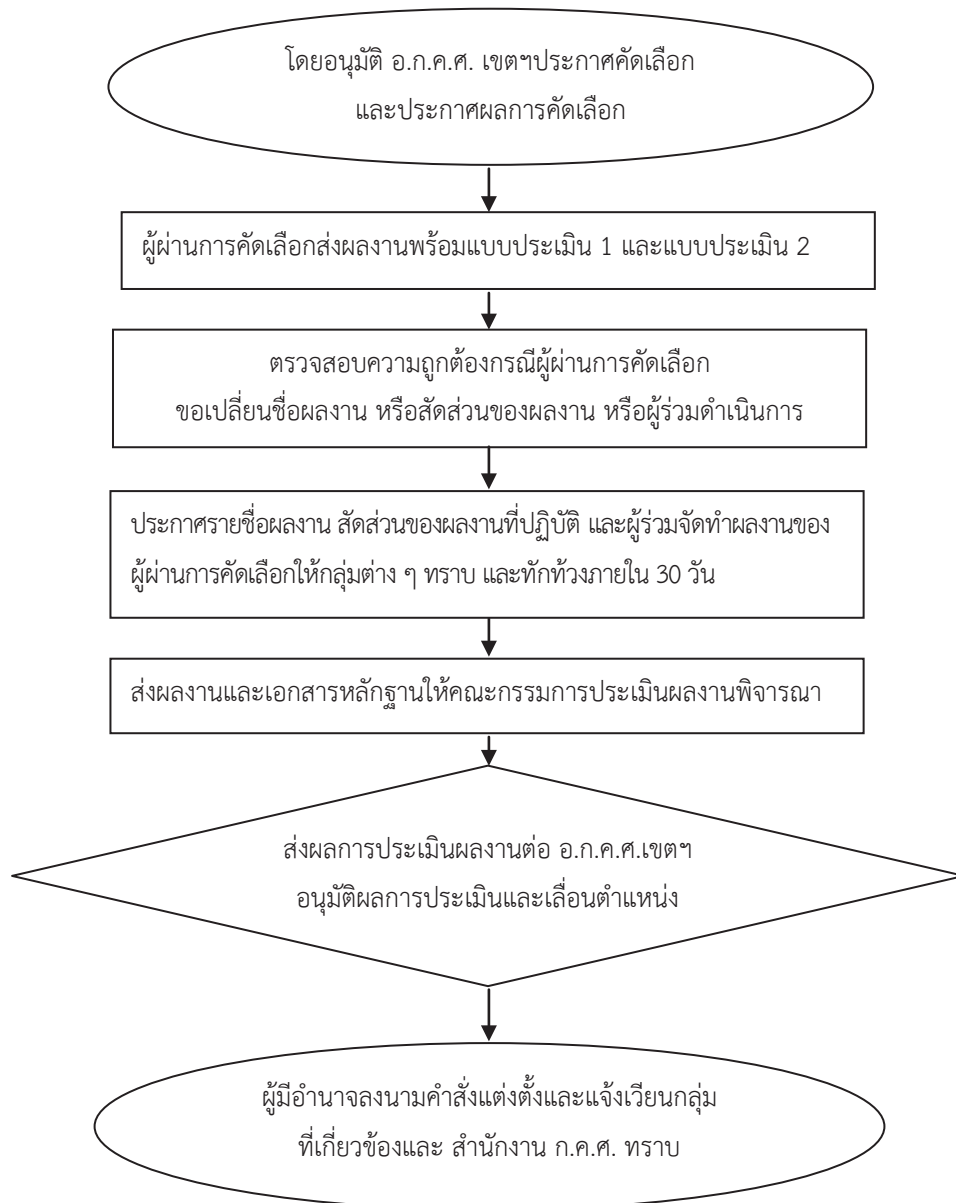 โดยอนุมัติ อ.ก.ค.ศ. เขตฯประกาศคัดเลือก
และประกาศผลการคัดเลือก
ผู้ผ่านการคัดเลือกส่งผลงานพร้อมแบบประเมิน 1 และแบบประเมิน 2
ตรวจสอบความถูกต้องกรณีผู้ผ่านการคัดเลือก
ขอเปลี่ยนชื่อผลงาน หรือสัดส่วนของผลงาน หรือผู้ร่วมดำเนินการ
ประกาศรายชื่อผลงาน สัดส่วนของผลงานที่ปฏิบัติ และผู้ร่วมจัดทำผลงานของ
ผู้ผ่านการคัดเลือกให้กลุ่มต่าง ๆ ทราบ และทักท้วงภายใน 30 วัน
ส่งผลงานและเอกสารหลักฐานให้คณะกรรมการประเมินผลงานพิจารณา
ส่งผลการประเมินผลงานต่อ อ.ก.ค.ศ.เขตฯ
อนุมัติผลการประเมินและเลื่อนตำแหน่ง
ผู้มีอำนาจลงนามคำสั่งแต่งตั้งและแจ้งเวียนกลุ่ม
ที่เกี่ยวข้องและ สำนักงาน ก.ค.ศ. ทราบ